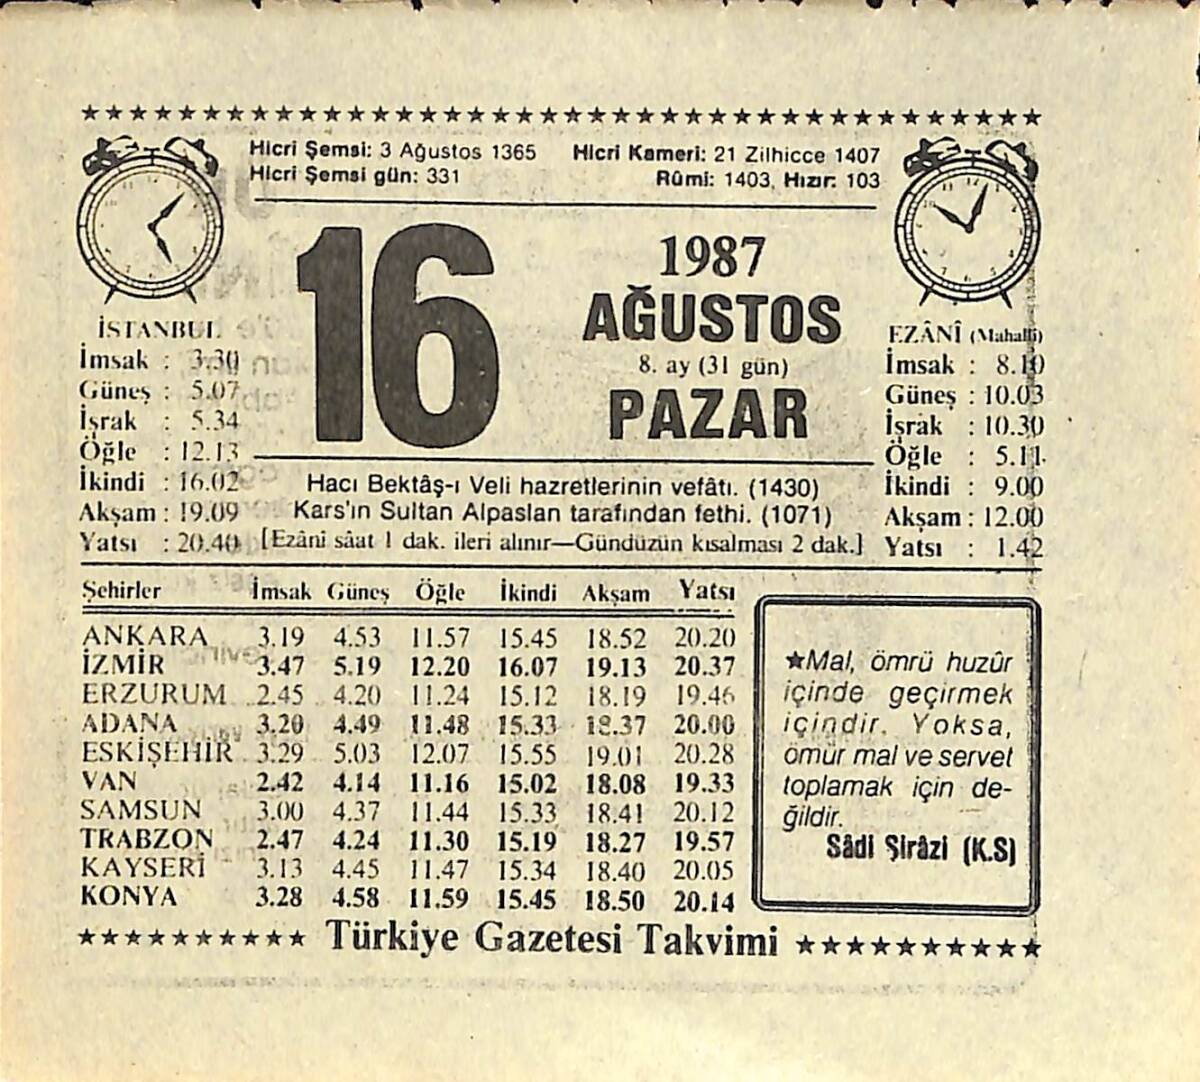 Hicri Şemsi: 3 Ağustos 1365 Hicri Kameri: 21 Zilhicce 1407
Hicri Şemsi gün: 331 Rûmi: 1403, Hızır: 103
16
1987
AĞUSTOS
8. ay (31 gün)
PAZAR
İSTANBUL
İmsak : 3.30
Güneş : 5.07
İşrak : 5.34
Öğle : 12.13
İkindi : 16.02
Akşam : 19.09
Yatsı : 20.40
EZÂNÎ (Mahallî)
İmsak : 8.10
Güneş : 10.03
İşrak : 10.30
Öğle : 5.11
İkindi : 9.00
Akşam : 12.00
Yatsı : 1.42
Hacı Bektâş-ı Veli hazretlerinin vefâtı. (1430)
Kars'ın Sultan Alpaslan tarafından fethi. (1071)
[Ezânî sâat 1 dak. ileri alınır—Gündüzün kısalması 2 dak.]
Şehirler İmsak Güneş Öğle İkindi Akşam Yatsı
ANKARA 3.19 4.53 11.57 15.45 18.52 20.20
İZMİR 3.47 5.19 12.20 16.07 19.13 20.37
ERZURUM 2.45 4.20 11.24 15.12 18.19 19.46
ADANA 3.20 4.49 11.48 15.33 18.37 20.00
ESKİŞEHİR 3.29 5.03 12.07 15.55 19.01 20.28
VAN 2.42 4.14 11.16 15.02 18.08 19.33
SAMSUN 3.00 4.37 11.44 15.33 18.41 20.12
TRABZON 2.47 4.24 11.30 15.19 18.27 19.57
KAYSERİ 3.13 4.45 11.47 15.34 18.40 20.05
KONYA 3.28 4.58 11.59 15.45 18.50 20.14
★Mal, ömrü huzûr
içinde geçirmek
içindir. Yoksa,
ömür mal ve servet
toplamak için de-
ğildir.
Sâdi Şirâzi (K.S)
★★★★★★★★★★ Türkiye Gazetesi Takvimi ★★★★★★★★★★